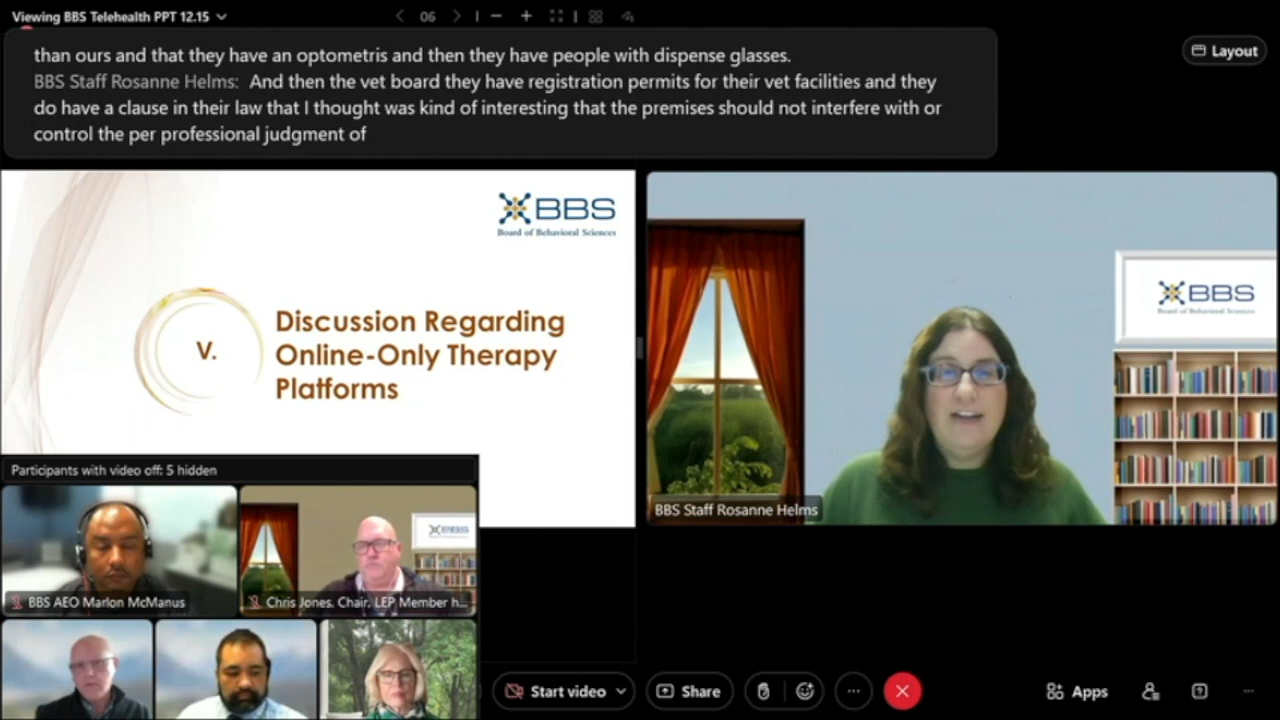 Viewing BBS Telehealth PPT 12.15
06
than ours and that they have an optometris and then they have people with dispense glasses.
BBS Staff Rosanne Helms: And then the vet board they have registration permits for their vet facilities and they
do have a clause in their law that I thought was kind of interesting that the premises should not interfere with or
control the per professional judgment of
Layout
BBS
Board of Behavioral Sciences
V.
Discussion Regarding
Online-Only Therapy
Platforms
BBS
Board of Behavioral Sciences
BBS Staff Rosanne Helms
Participants with video off: 5 hidden
BBS
BBS AEO Marlon McManus
Chris Jones, Chair, LEP Member h...
Start video
Share
Apps